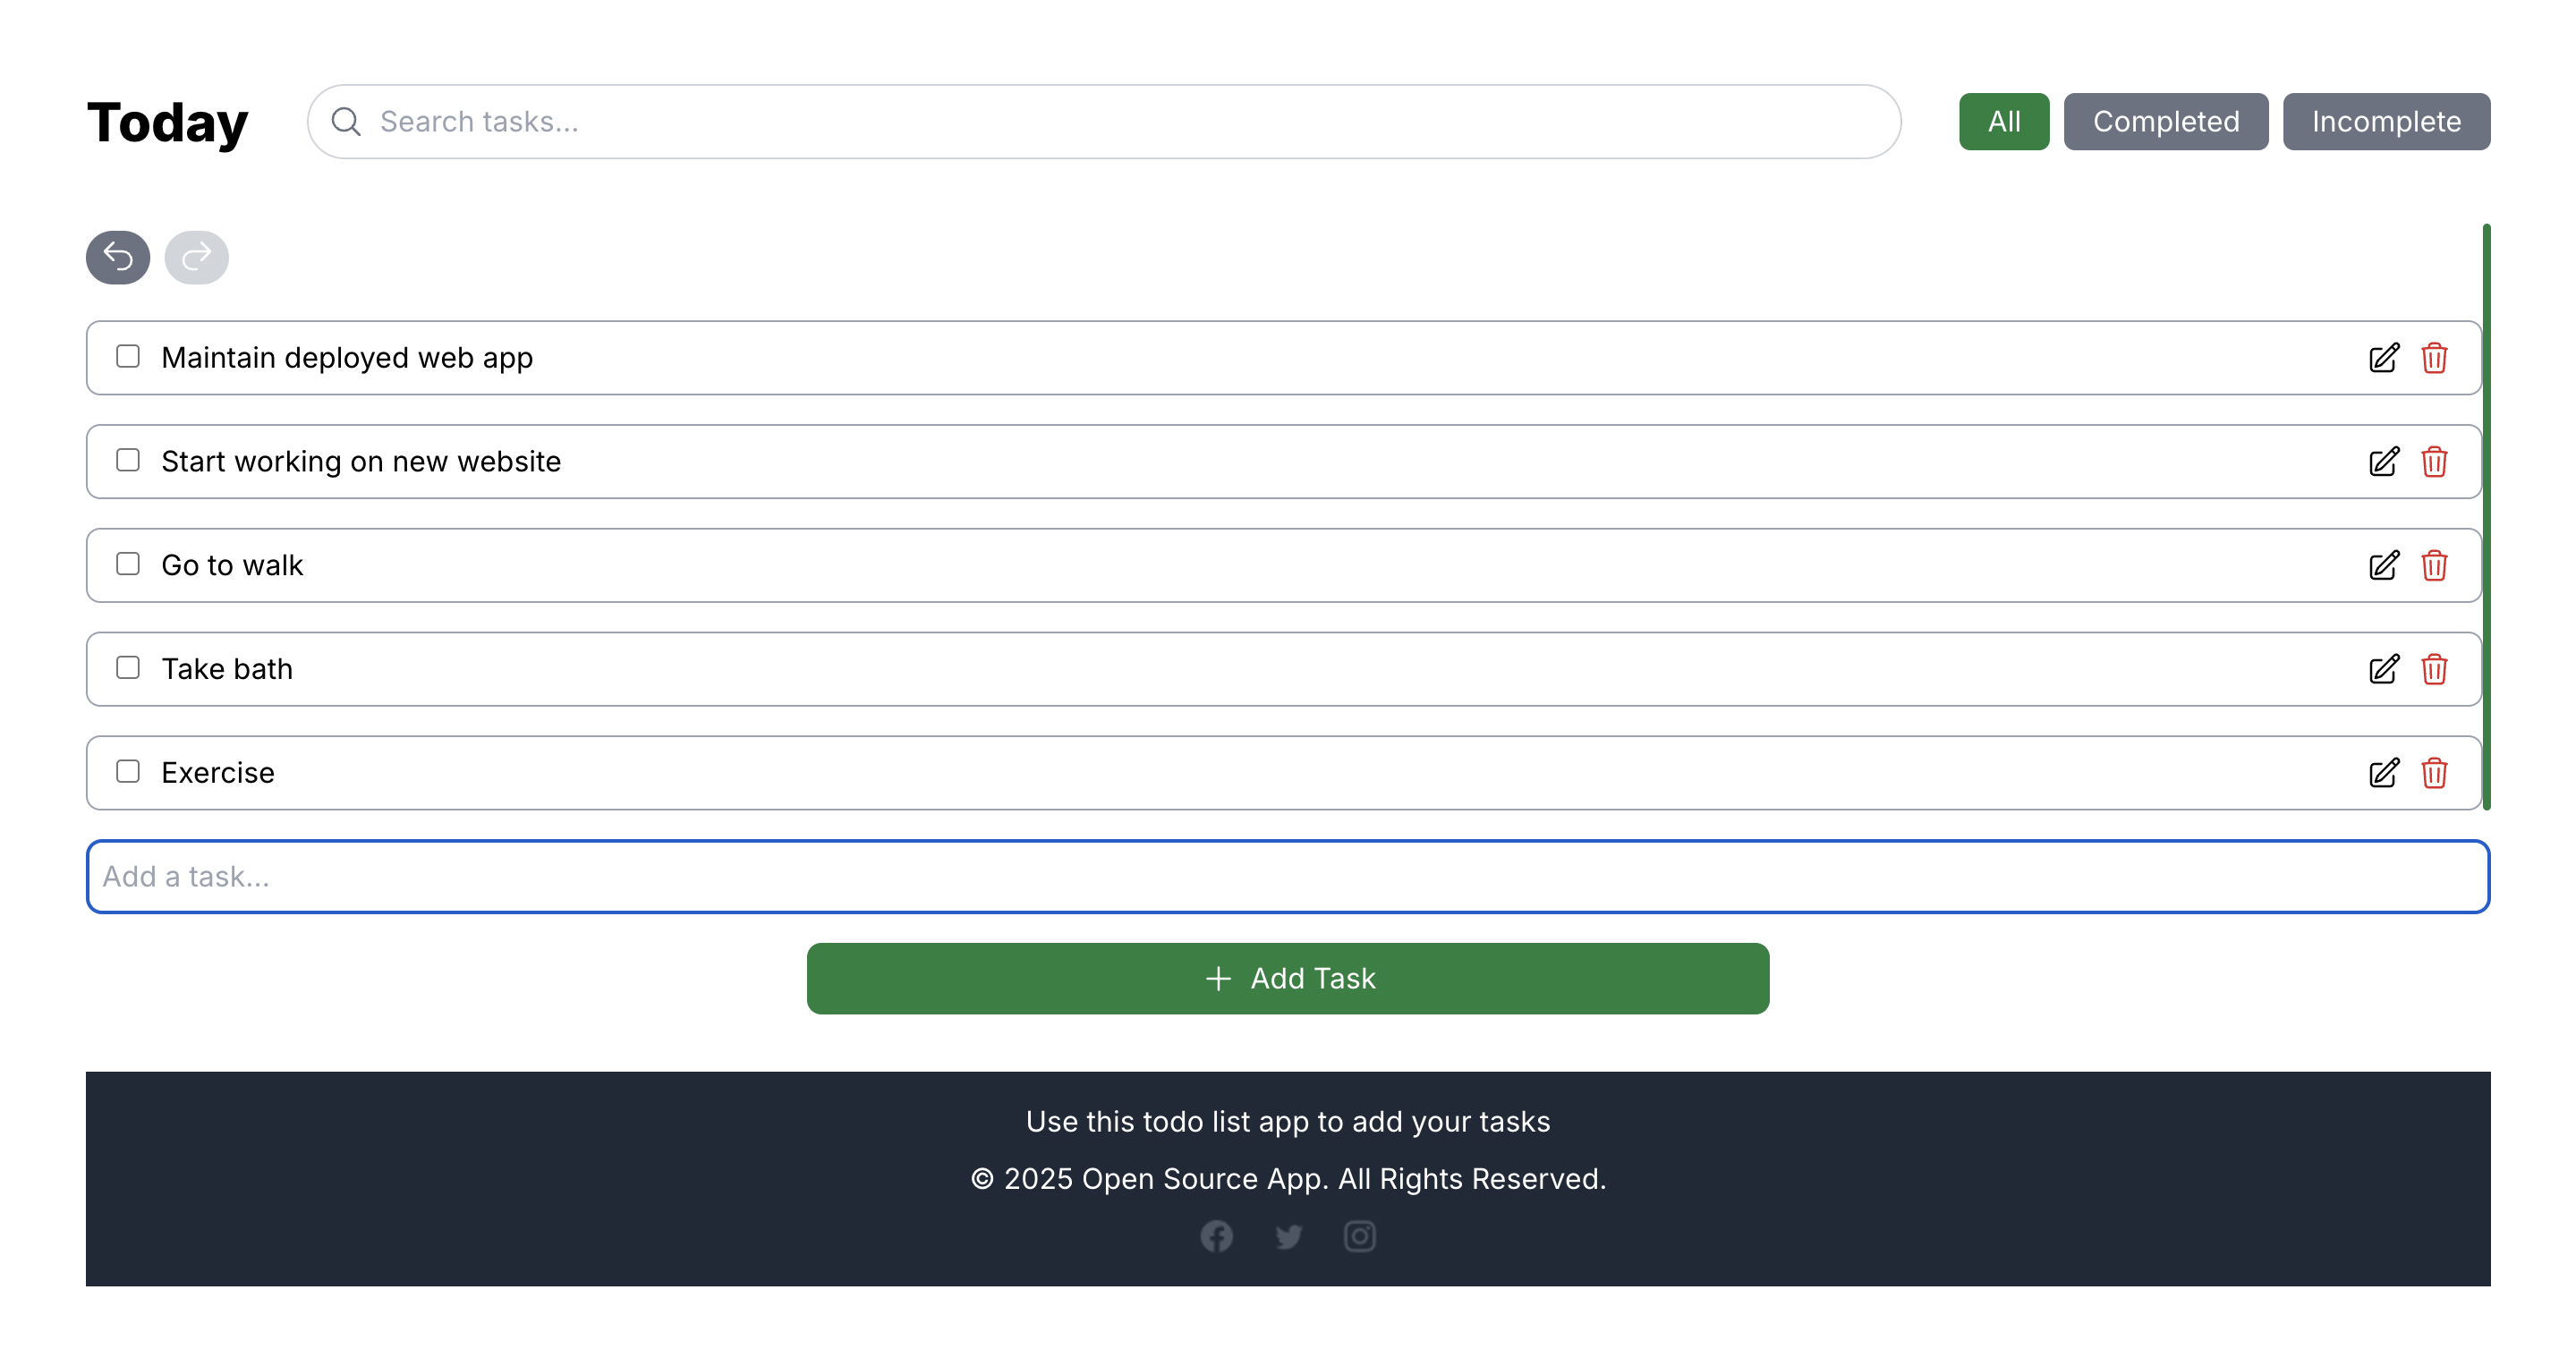 Today
Search tasks...
All
Completed
Incomplete
Maintain deployed web app
Start working on new website
Go to walk
Take bath
Exercise
Add a task...
Add Task
Use this todo list app to add your tasks
© 2025 Open Source App. All Rights Reserved.